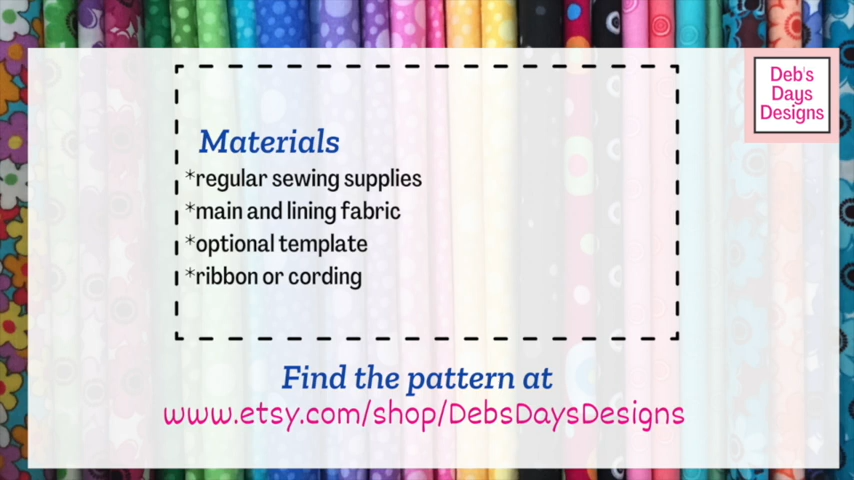 Deb's
Days
Designs
Materials
*regular sewing supplies
*main and lining fabric
*optional template
*ribbon or cording
Find the pattern at
www.etsy.com/shop/DebsDaysDesigns